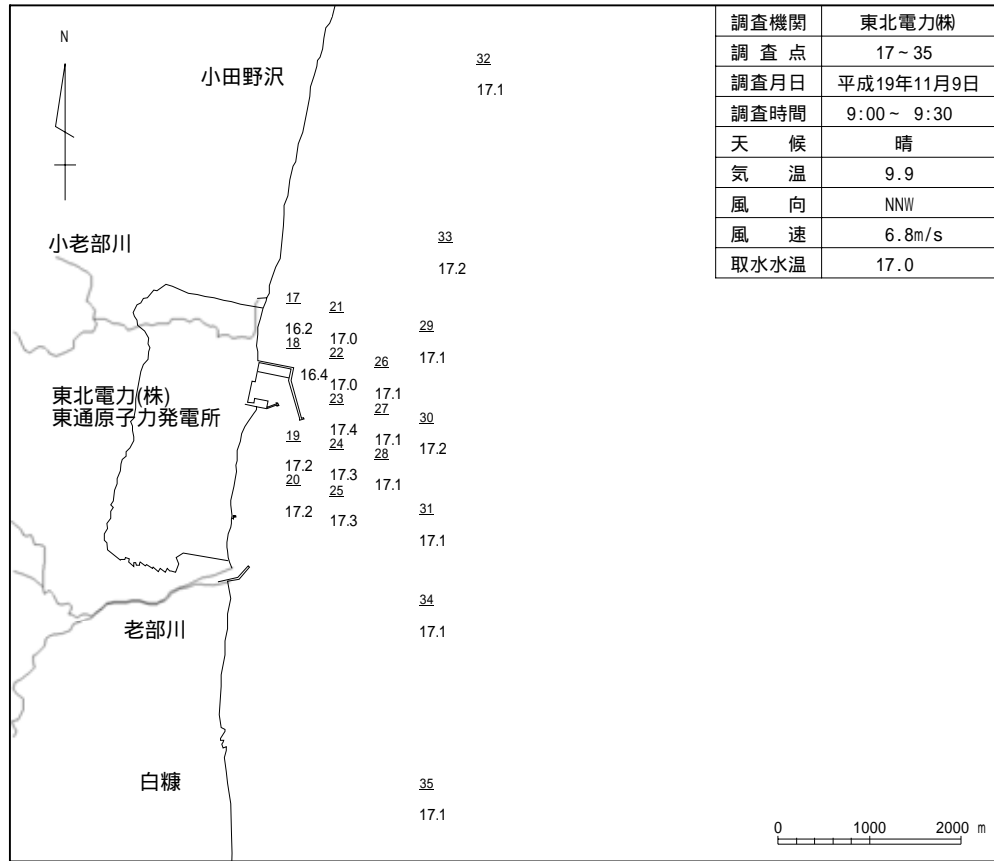 調査機関 東北電力㈱
調査点 17~35
調査月日 平成19年11月9日
調査時間 9:00~ 9:30
天候 晴
気温 9.9
風向 NNW
風速 6.8m/s
取水水温 17.0
N
小田野沢
32
17.1
33
17.2
小老部川
17
16.2
21
17.0
29
17.1
18
16.4
22
17.0
26
17.1
東北電力(株)
東通原子力発電所
23
17.4
27
17.1
30
17.2
19
17.2
24
17.3
28
17.1
20
17.2
25
17.3
31
17.1
34
17.1
老部川
白糠
35
17.1
0 1000 2000 m